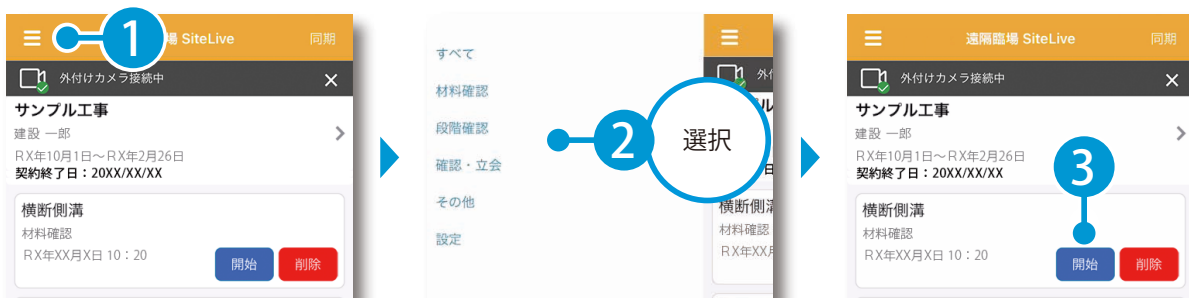 1
場 SiteLive
同期
外付けカメラ接続中
サンプル工事
建設 一郎
RX年10月1日~RX年2月26日
契約終了日：20XX/XX/XX
横断側溝
材料確認
RX年XX月X日 10：20
開始
削除
すべて
材料確認
段階確認
確認・立会
その他
設定
2
選択
外付
横断側溝
材料確認
RX年XX月
遠隔臨場 SiteLive
同期
外付けカメラ接続中
サンプル工事
建設 一郎
RX年10月1日~RX年2月26日
契約終了日：20XX/XX/XX
3
横断側溝
材料確認
RX年XX月X日 10：20
開始
削除